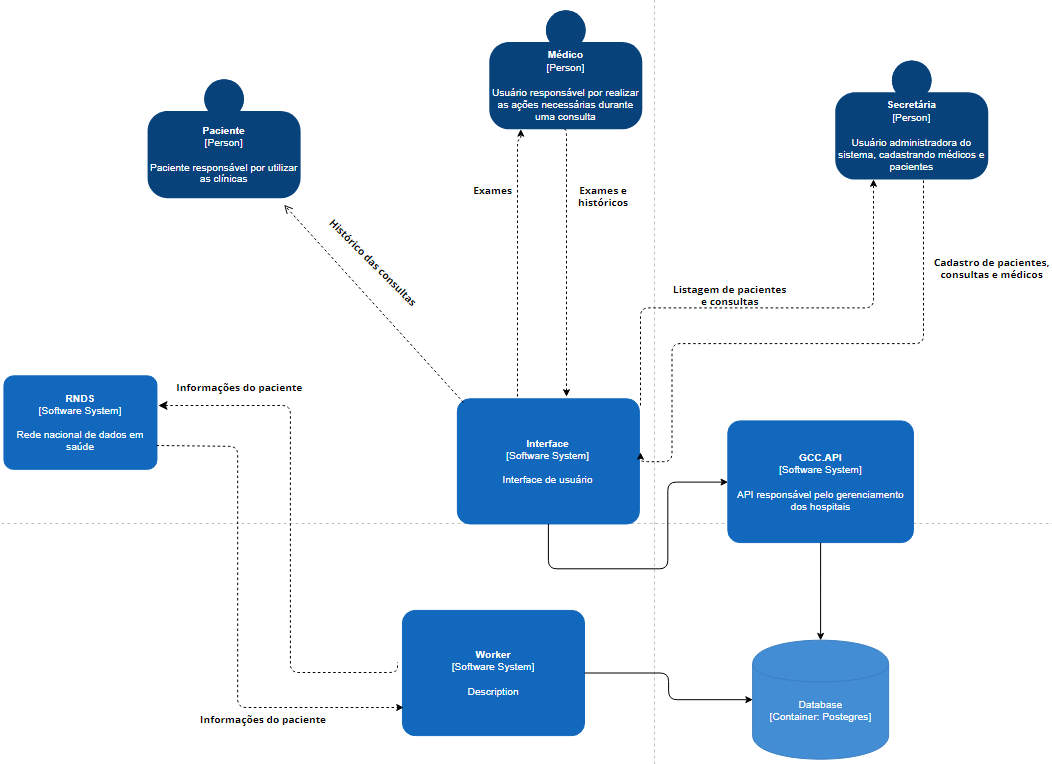 Médico
[Person]
Usuário responsável por realizar
as ações necessárias durante
uma consulta
Secretária
[Person]
Usuário administradora do
sistema, cadastrando médicos e
pacientes
Paciente
[Person]
Paciente responsável por utilizar
as clínicas
Exames
Exames e
históricos
Histórico das consultas
Cadastro de pacientes,
consultas e médicos
Listagem de pacientes
e consultas
Informações do paciente
RNDS
[Software System]
Rede nacional de dados em
saúde
Interface
[Software System]
Interface de usuário
GCC.API
[Software System]
API responsável pelo gerenciamento
dos hospitais
Worker
[Software System]
Description
Informações do paciente
Database
[Container: Postegres]